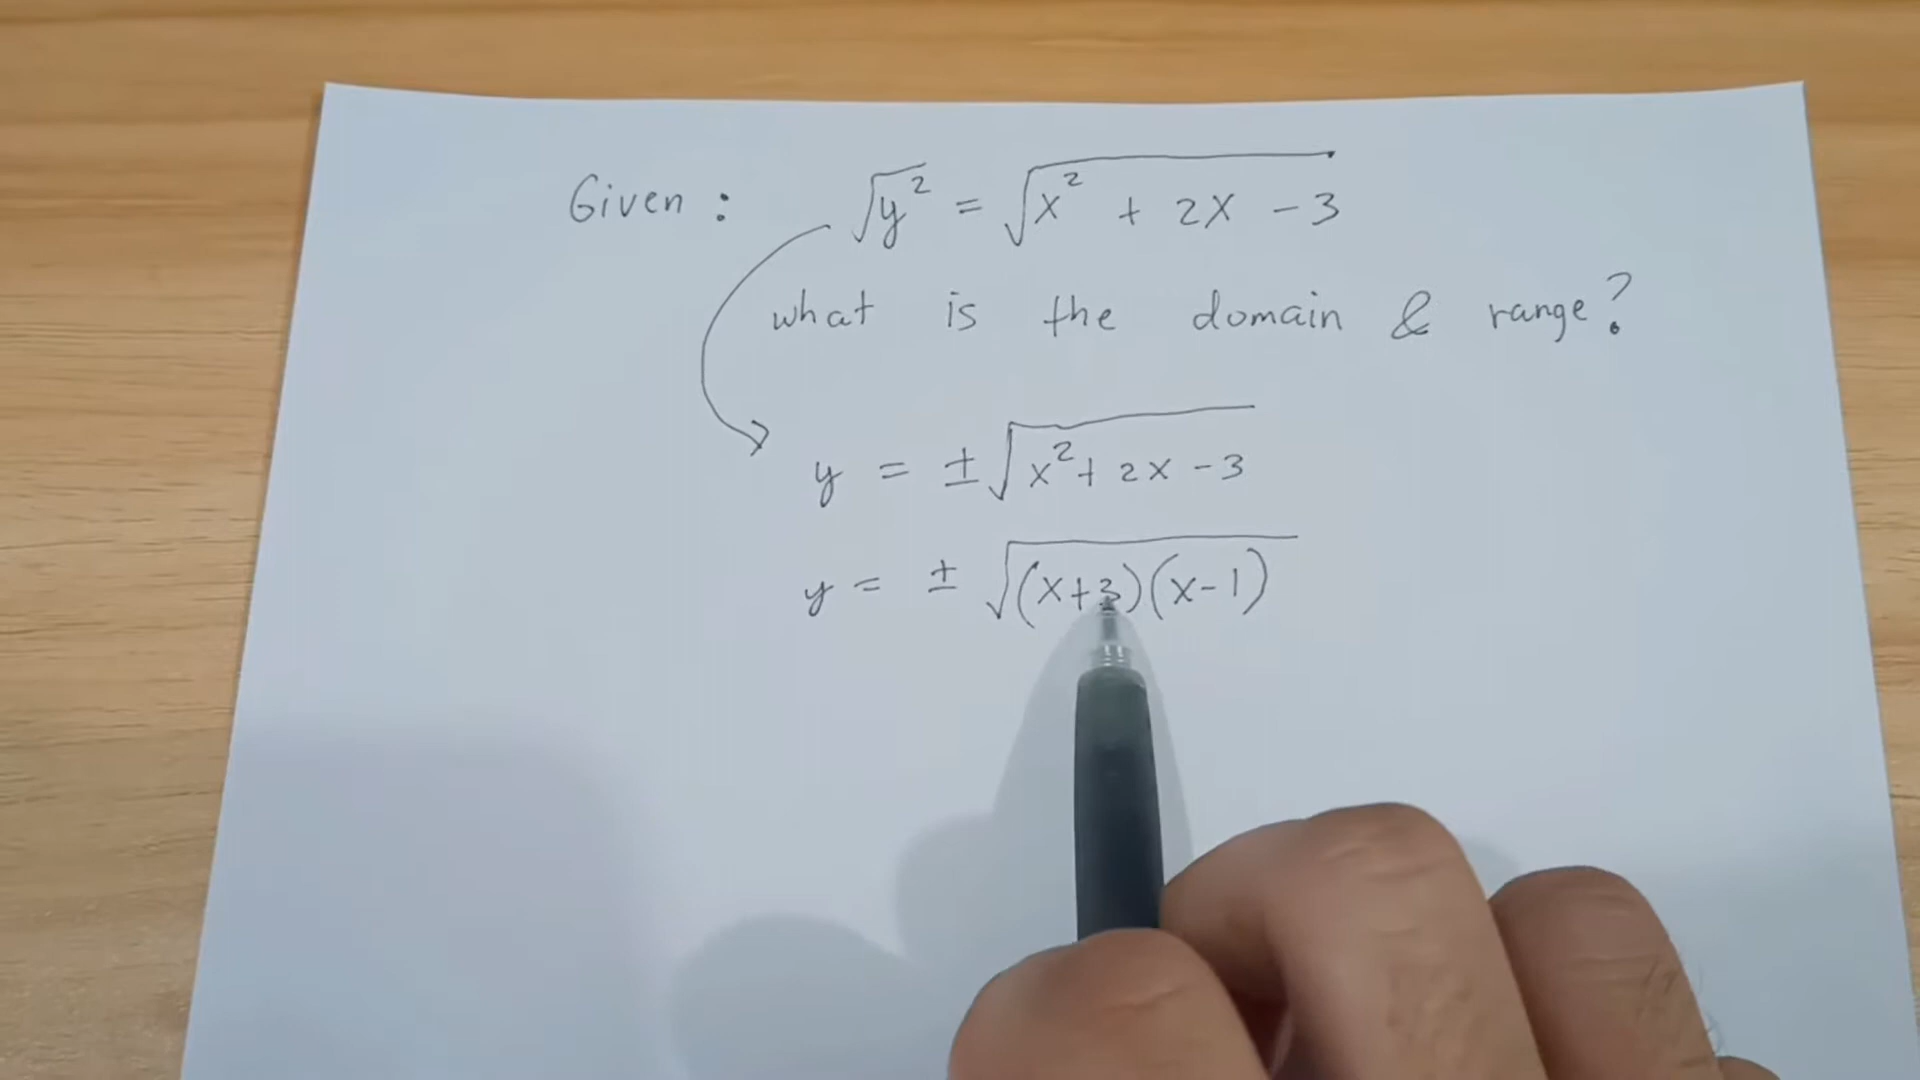 Given : √y² = √x² + 2x - 3
what is the domain & range?
y = ±√x² + 2x - 3
y = ± √(x+3)(x-1)